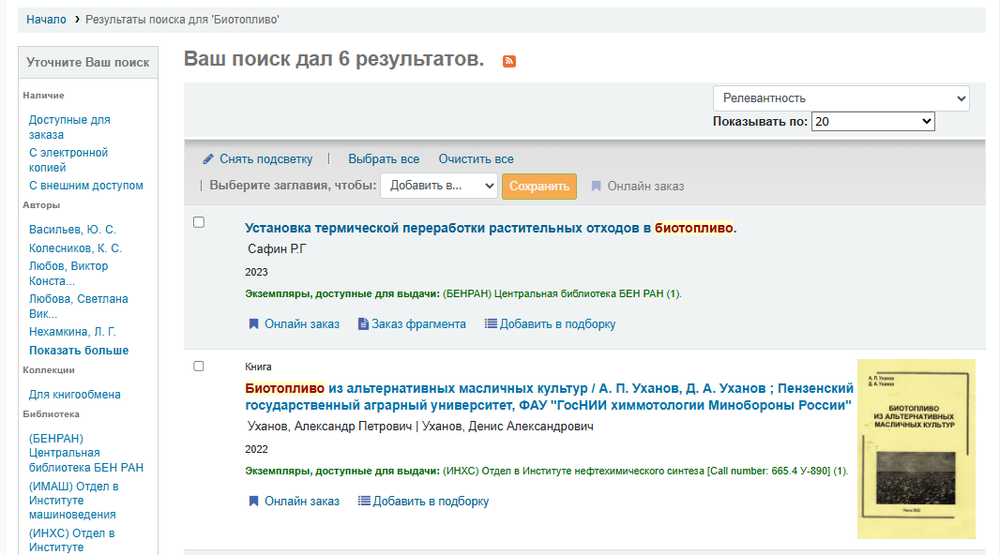 Начало › Результаты поиска для 'Биотопливо'
Уточните Ваш поиск
Наличие
Доступные для
заказа
С электронной
копией
С внешним доступом
Авторы
Васильев, Ю. С.
Колесников, К. С.
Любов, Виктор
Конста...
Любова, Светлана
Вик...
Нехамкина, Л. Г.
Показать больше
Коллекции
Для книгообмена
Библиотека
(БЕНРАН)
Центральная
библиотека БЕН РАН
(ИМАШ) Отдел в
Институте
машиноведения
(ИНХС) Отдел в
Институте
Ваш поиск дал 6 результатов.
Релевантность
Показывать по: 20
Снять подсветку | Выбрать все Очистить все
| Выберите заглавия, чтобы: Добавить в... Сохранить Онлайн заказ
Установка термической переработки растительных отходов в биотопливо.
Сафин Р.Г
2023
Экземпляры, доступные для выдачи: (БЕНРАН) Центральная библиотека БЕН РАН (1).
Онлайн заказ Заказ фрагмента Добавить в подборку
Книга
Биотопливо из альтернативных масличных культур / А. П. Уханов, Д. А. Уханов ; Пензенский
государственный аграрный университет, ФАУ "ГосНИИ химмотологии Минобороны России"
Уханов, Александр Петрович | Уханов, Денис Александрович
2022
Экземпляры, доступные для выдачи: (ИНХС) Отдел в Институте нефтехимического синтеза [Call number: 665.4 У-890] (1).
Онлайн заказ Добавить в подборку
А. П. Уханов
Д. А. Уханов
БИОТОПЛИВО
ИЗ АЛЬТЕРНАТИВНЫХ
МАСЛИЧНЫХ КУЛЬТУР
Пенза 2022